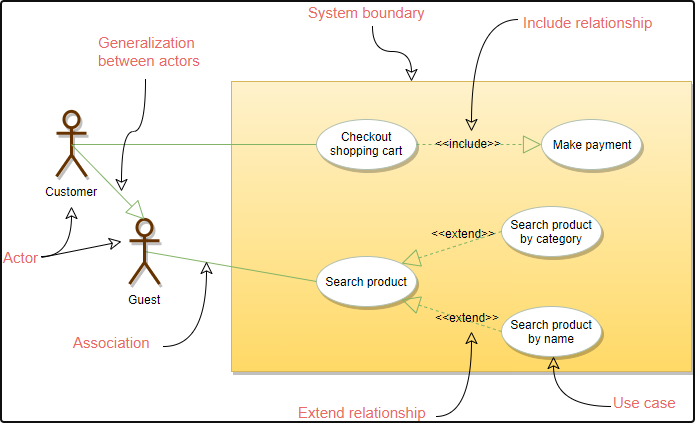 System boundary
Include relationship
Generalization
between actors
Checkout
shopping cart
<<include>>
Make payment
Customer
Search product
by category
<<extend>>
Actor
Search product
Guest
<<extend>>
Search product
by name
Association
Use case
Extend relationship